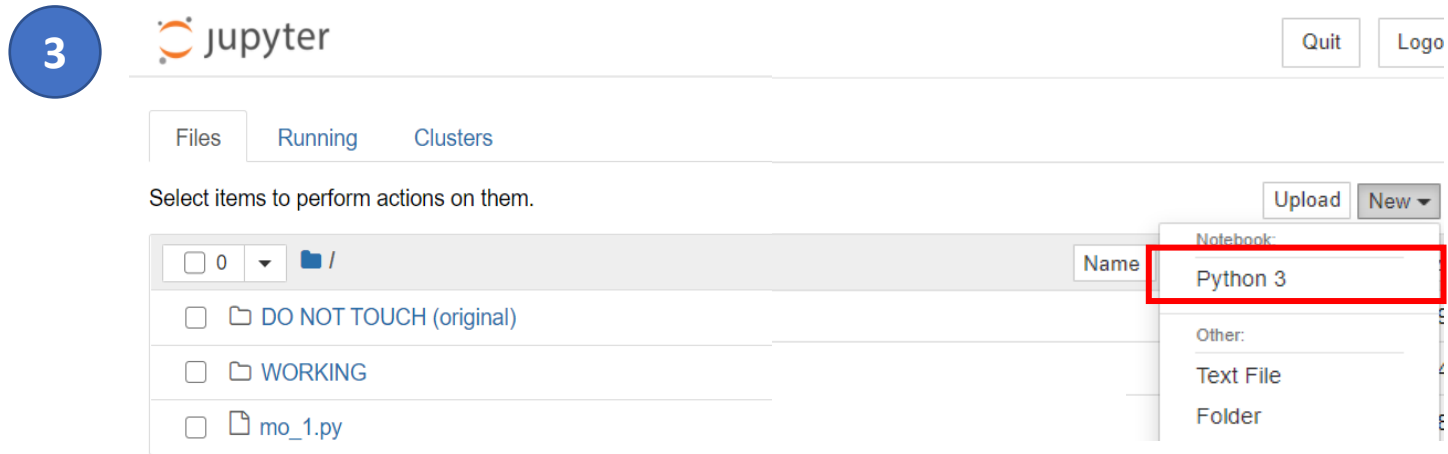 3
jupyter
Quit
Logo
Files
Running
Clusters
Select items to perform actions on them.
Upload
New
0
/
Name
Notebook:
Python 3
DO NOT TOUCH (original)
Other:
WORKING
Text File
mo_1.py
Folder